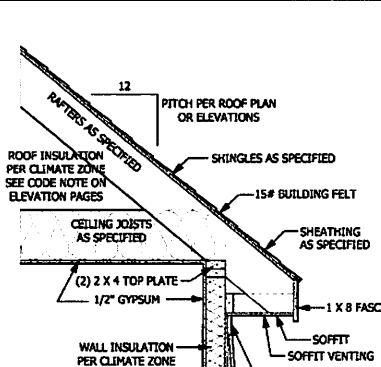 12
RAFTERS AS SPECIFIED
PITCH PER ROOF PLAN
OR ELEVATIONS
ROOF INSULATION
PER CLIMATE ZONE
SEE CODE NOTE ON
ELEVATION PAGES
SHINGLES AS SPECIFIED
15# BUILDING FELT
CEILING JOISTS
AS SPECIFIED
SHEATHING
AS SPECIFIED
(2) 2 X 4 TOP PLATE
1/2" GYPSUM
1 X 8 FASC
SOFFIT
SOFFIT VENTING
WALL INSULATION
PER CLIMATE ZONE